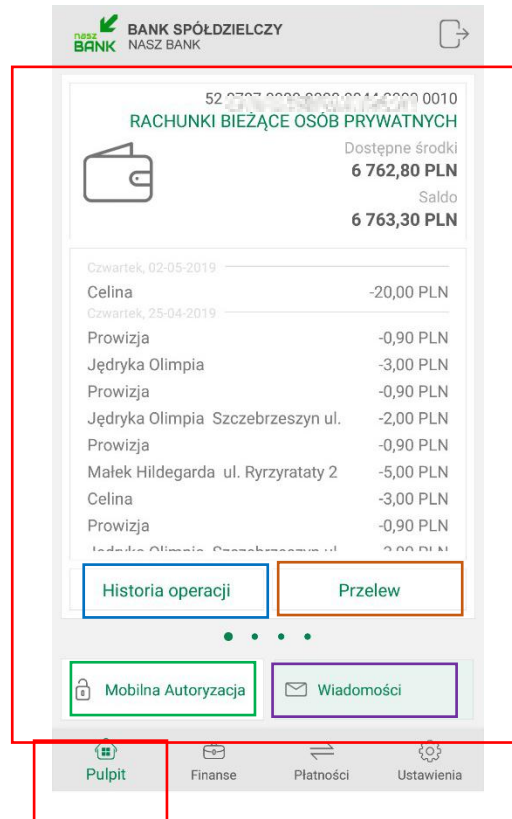 nasz BANK BANK SPÓŁDZIELCZY
NASZ BANK
52 0010
RACHUNKI BIEŻĄCE OSÓB PRYWATNYCH
Dostępne środki
6 762,80 PLN
Saldo
6 763,30 PLN
Czwartek, 02-05-2019
Celina -20,00 PLN
Czwartek, 25-04-2019
Prowizja -0,90 PLN
Jędryka Olimpia -3,00 PLN
Prowizja -0,90 PLN
Jędryka Olimpia Szczebrzeszyn ul. -2,00 PLN
Prowizja -0,90 PLN
Małek Hildegarda ul. Ryrzyrataty 2 -5,00 PLN
Celina -3,00 PLN
Prowizja -0,90 PLN
Historia operacji Przelew
Mobilna Autoryzacja Wiadomości
Pulpit Finanse Płatności Ustawienia